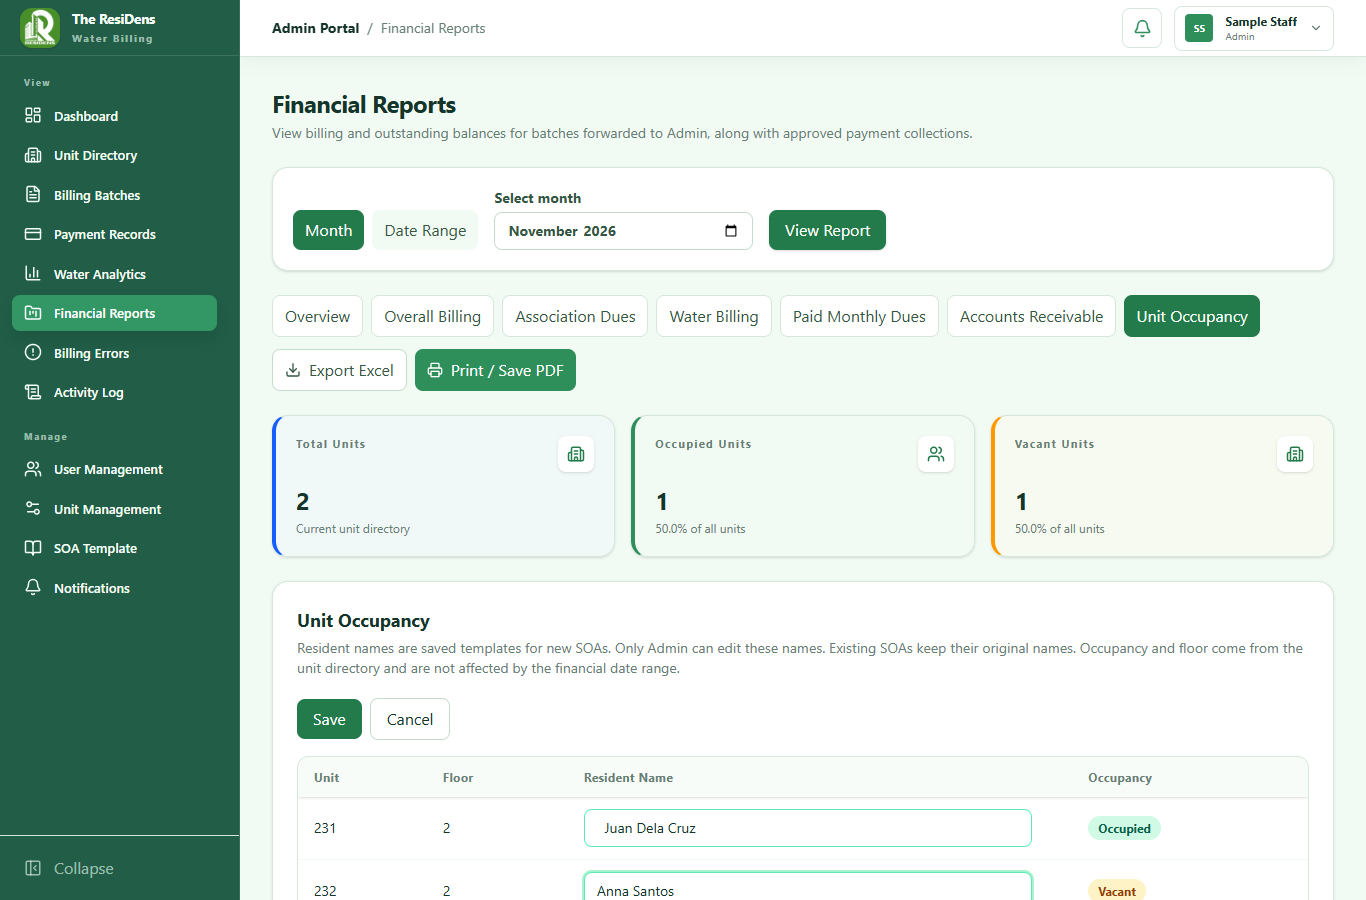 The ResiDens
Water Billing
Admin Portal / Financial Reports
SS
Sample Staff
Admin
View
Dashboard
Unit Directory
Billing Batches
Payment Records
Water Analytics
Financial Reports
Billing Errors
Activity Log
Manage
User Management
Unit Management
SOA Template
Notifications
Collapse
Financial Reports
View billing and outstanding balances for batches forwarded to Admin, along with approved payment collections.
Select month
Month
Date Range
November 2026
View Report
Overview
Overall Billing
Association Dues
Water Billing
Paid Monthly Dues
Accounts Receivable
Unit Occupancy
Export Excel
Print / Save PDF
Total Units
2
Current unit directory
Occupied Units
1
50.0% of all units
Vacant Units
1
50.0% of all units
Unit Occupancy
Resident names are saved templates for new SOAs. Only Admin can edit these names. Existing SOAs keep their original names. Occupancy and floor come from the
unit directory and are not affected by the financial date range.
Save
Cancel
Unit Floor Resident Name Occupancy
231 2 Juan Dela Cruz Occupied
232 2 Anna Santos Vacant